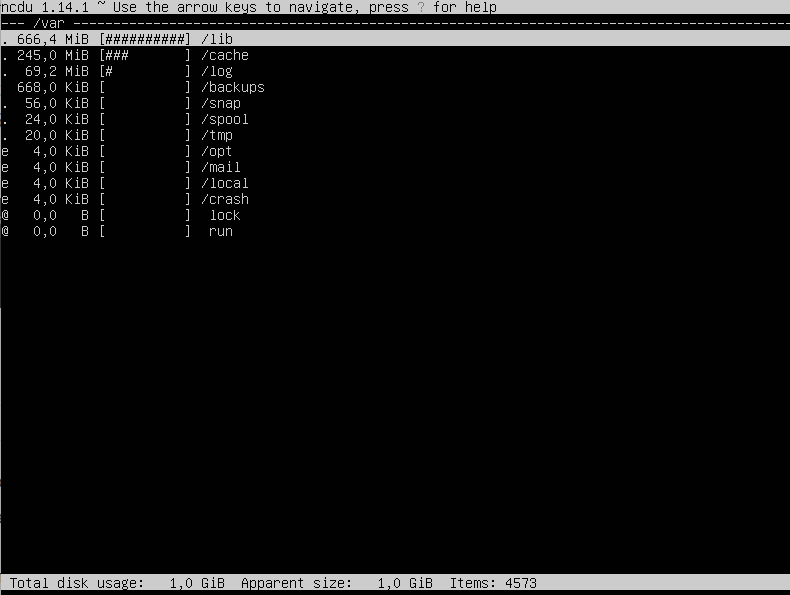 ncdu 1.14.1 ~ Use the arrow keys to navigate, press ? for help
--- /var ------------------------------------------------------------------------------------------
. 666,4 MiB [##########] /lib
. 245,0 MiB [###       ] /cache
.  69,2 MiB [#         ] /log
  668,0 KiB [          ] /backups
.  56,0 KiB [          ] /snap
.  24,0 KiB [          ] /spool
.  20,0 KiB [          ] /tmp
e   4,0 KiB [          ] /opt
e   4,0 KiB [          ] /mail
e   4,0 KiB [          ] /local
e   4,0 KiB [          ] /crash
@   0,0   B [          ]  lock
@   0,0   B [          ]  run
Total disk usage:   1,0 GiB  Apparent size:   1,0 GiB  Items: 4573